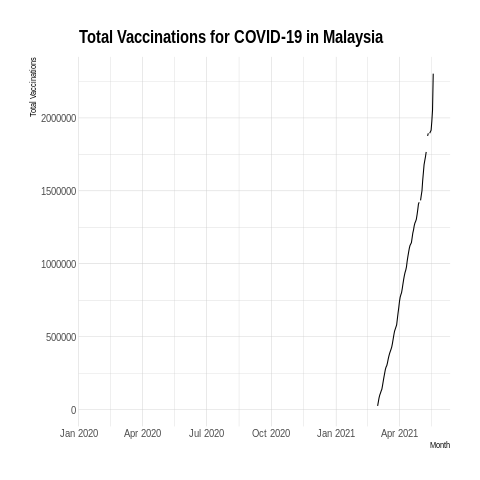 Total Vaccinations for COVID-19 in Malaysia
Total Vaccinations
2000000
1500000
1000000
500000
0
Jan 2020 Apr 2020 Jul 2020 Oct 2020 Jan 2021 Apr 2021
Month